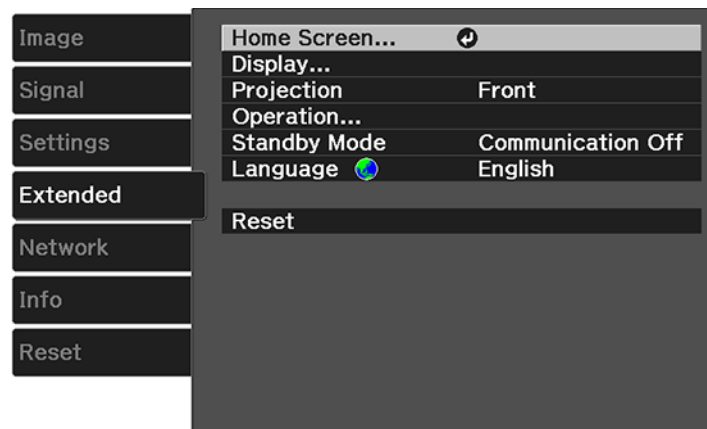 Image
Signal
Settings
Extended
Network
Info
Reset
Home Screen...
Display...
Projection Front
Operation...
Standby Mode Communication Off
Language English
Reset